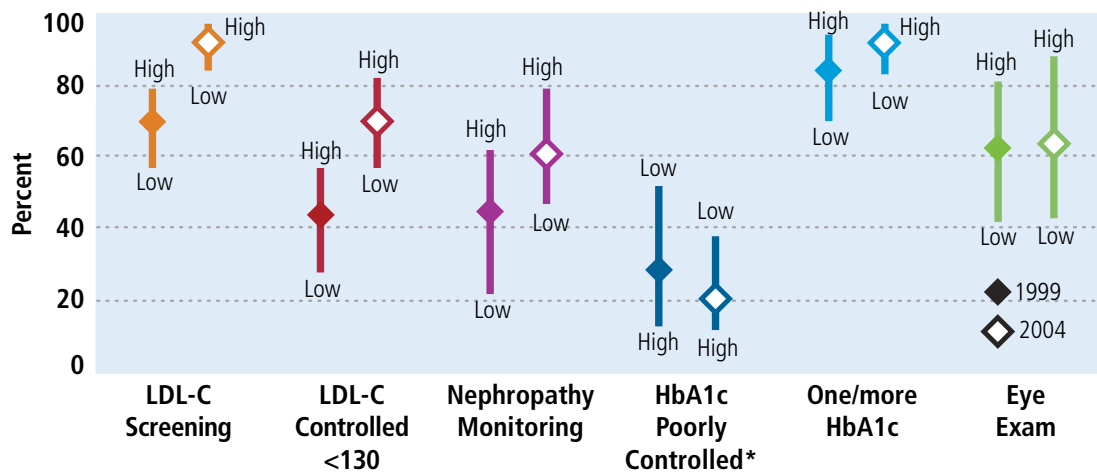 Percent
100
80
60
40
20
0
High
Low
High
Low
High
Low
High
Low
High
Low
High
Low
Low
High
Low
High
High
Low
High
Low
High
Low
High
Low
1999
2004
LDL-C
Screening
LDL-C
Controlled
<130
Nephropathy
Monitoring
HbA1c
Poorly
Controlled*
One/more
HbA1c
Eye
Exam